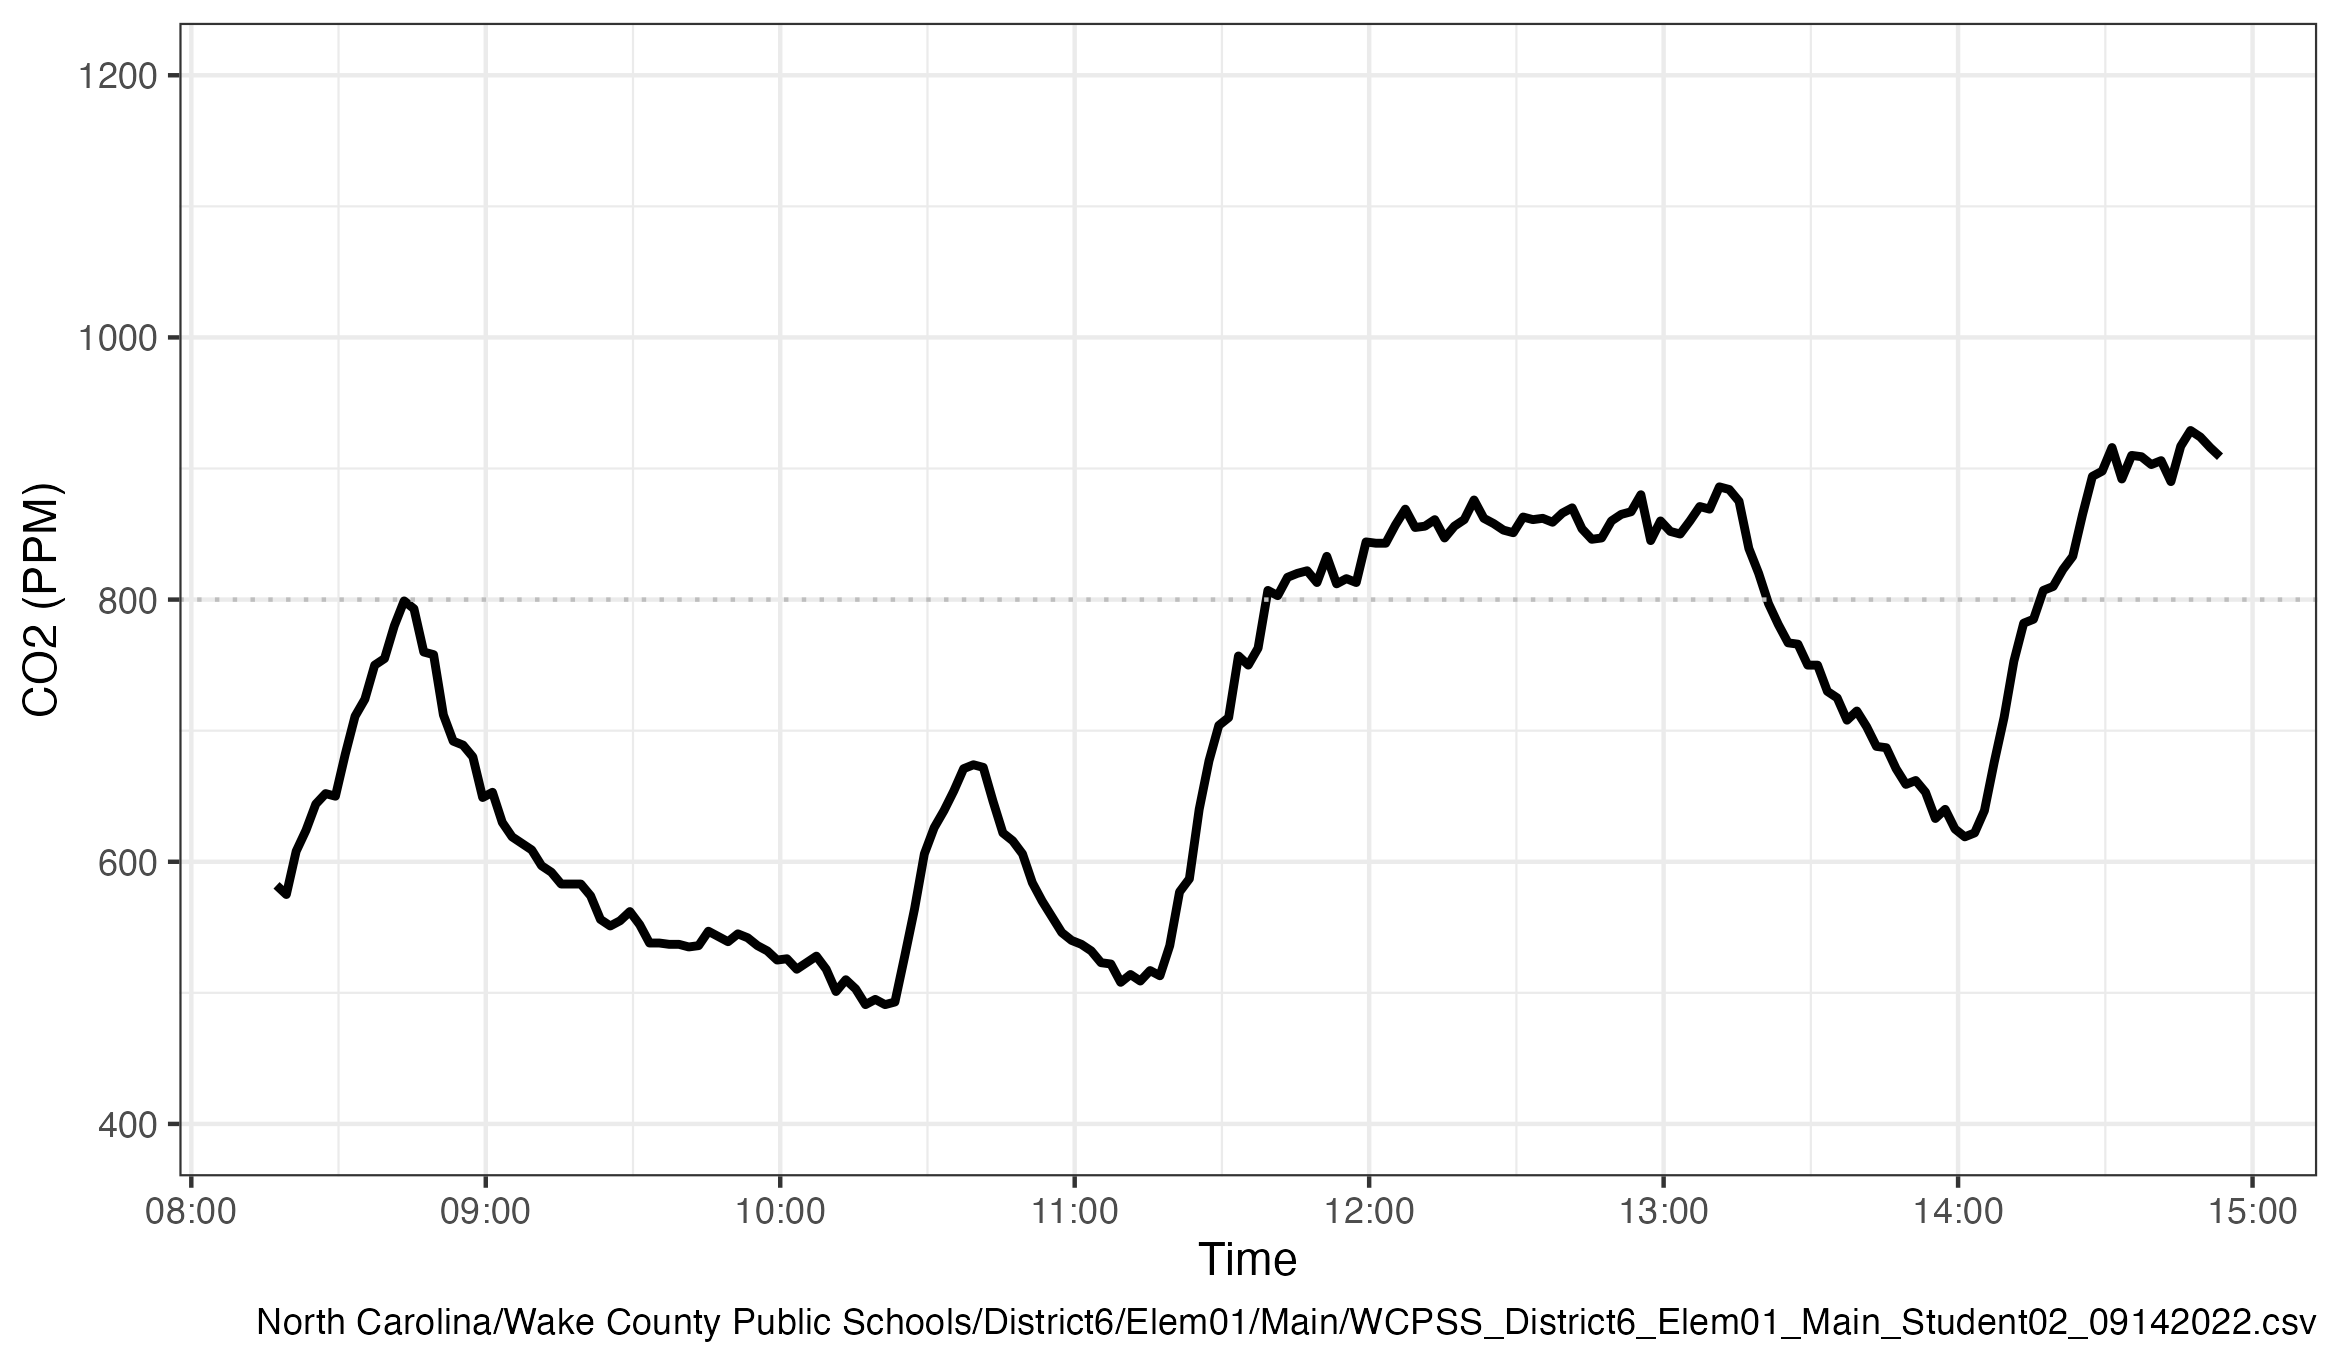 1200
1000
800
600
400
CO2 (PPM)
08:00 09:00 10:00 11:00 12:00 13:00 14:00 15:00
Time
North Carolina/Wake County Public Schools/District6/Elem01/Main/WCPSS_District6_Elem01_Main_Student02_09142022.csv